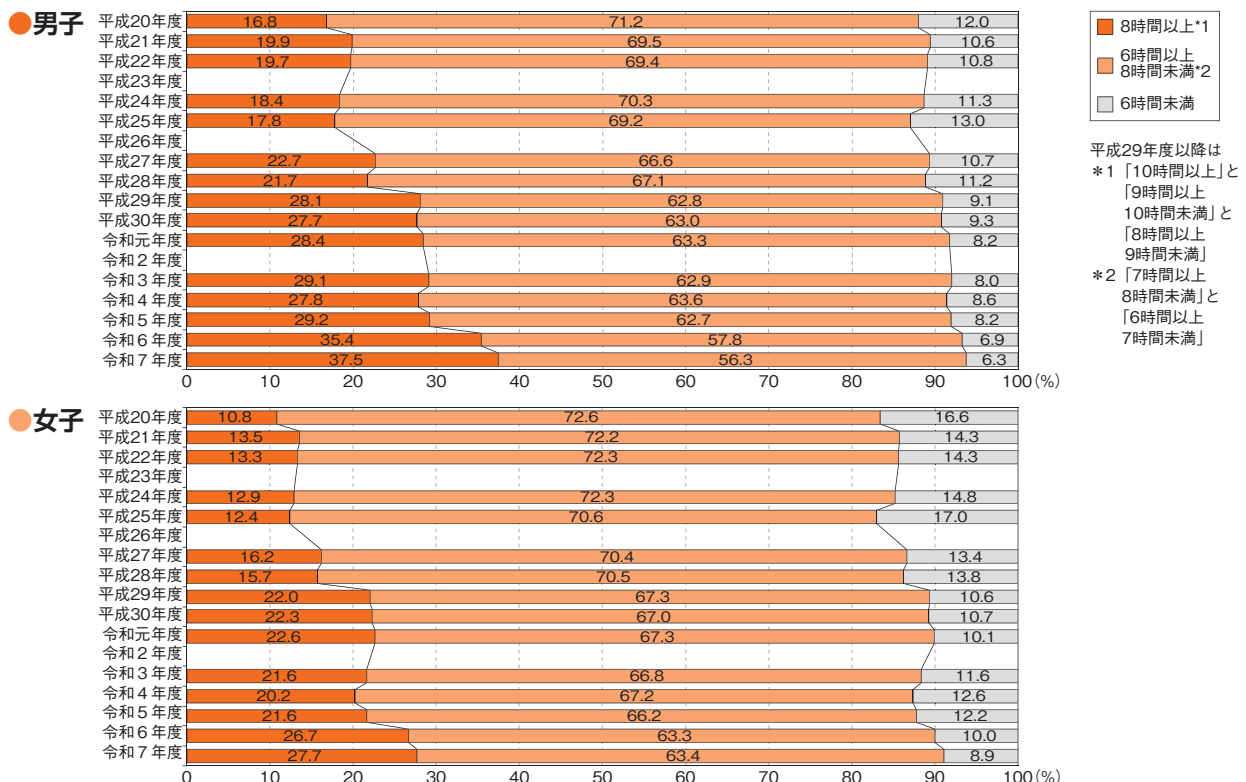 ●男子
平成20年度 16.8 71.2 12.0
平成21年度 19.9 69.5 10.6
平成22年度 19.7 69.4 10.8
平成23年度
平成24年度 18.4 70.3 11.3
平成25年度 17.8 69.2 13.0
平成26年度
平成27年度 22.7 66.6 10.7
平成28年度 21.7 67.1 11.2
平成29年度 28.1 62.8 9.1
平成30年度 27.7 63.0 9.3
令和元年度 28.4 63.3 8.2
令和2年度
令和3年度 29.1 62.9 8.0
令和4年度 27.8 63.6 8.6
令和5年度 29.2 62.7 8.2
令和6年度 35.4 57.8 6.9
令和7年度 37.5 56.3 6.3
0 10 20 30 40 50 60 70 80 90 100(%)
8時間以上*1
6時間以上
8時間未満*2
6時間未満
平成29年度以降は
*1「10時間以上」と
「9時間以上
10時間未満」と
「8時間以上
9時間未満」
*2「7時間以上
8時間未満」と
「6時間以上
7時間未満」
●女子
平成20年度 10.8 72.6 16.6
平成21年度 13.5 72.2 14.3
平成22年度 13.3 72.3 14.3
平成23年度
平成24年度 12.9 72.3 14.8
平成25年度 12.4 70.6 17.0
平成26年度
平成27年度 16.2 70.4 13.4
平成28年度 15.7 70.5 13.8
平成29年度 22.0 67.3 10.6
平成30年度 22.3 67.0 10.7
令和元年度 22.6 67.3 10.1
令和2年度
令和3年度 21.6 66.8 11.6
令和4年度 20.2 67.2 12.6
令和5年度 21.6 66.2 12.2
令和6年度 26.7 63.3 10.0
令和7年度 27.7 63.4 8.9
0 10 20 30 40 50 60 70 80 90 100(%)